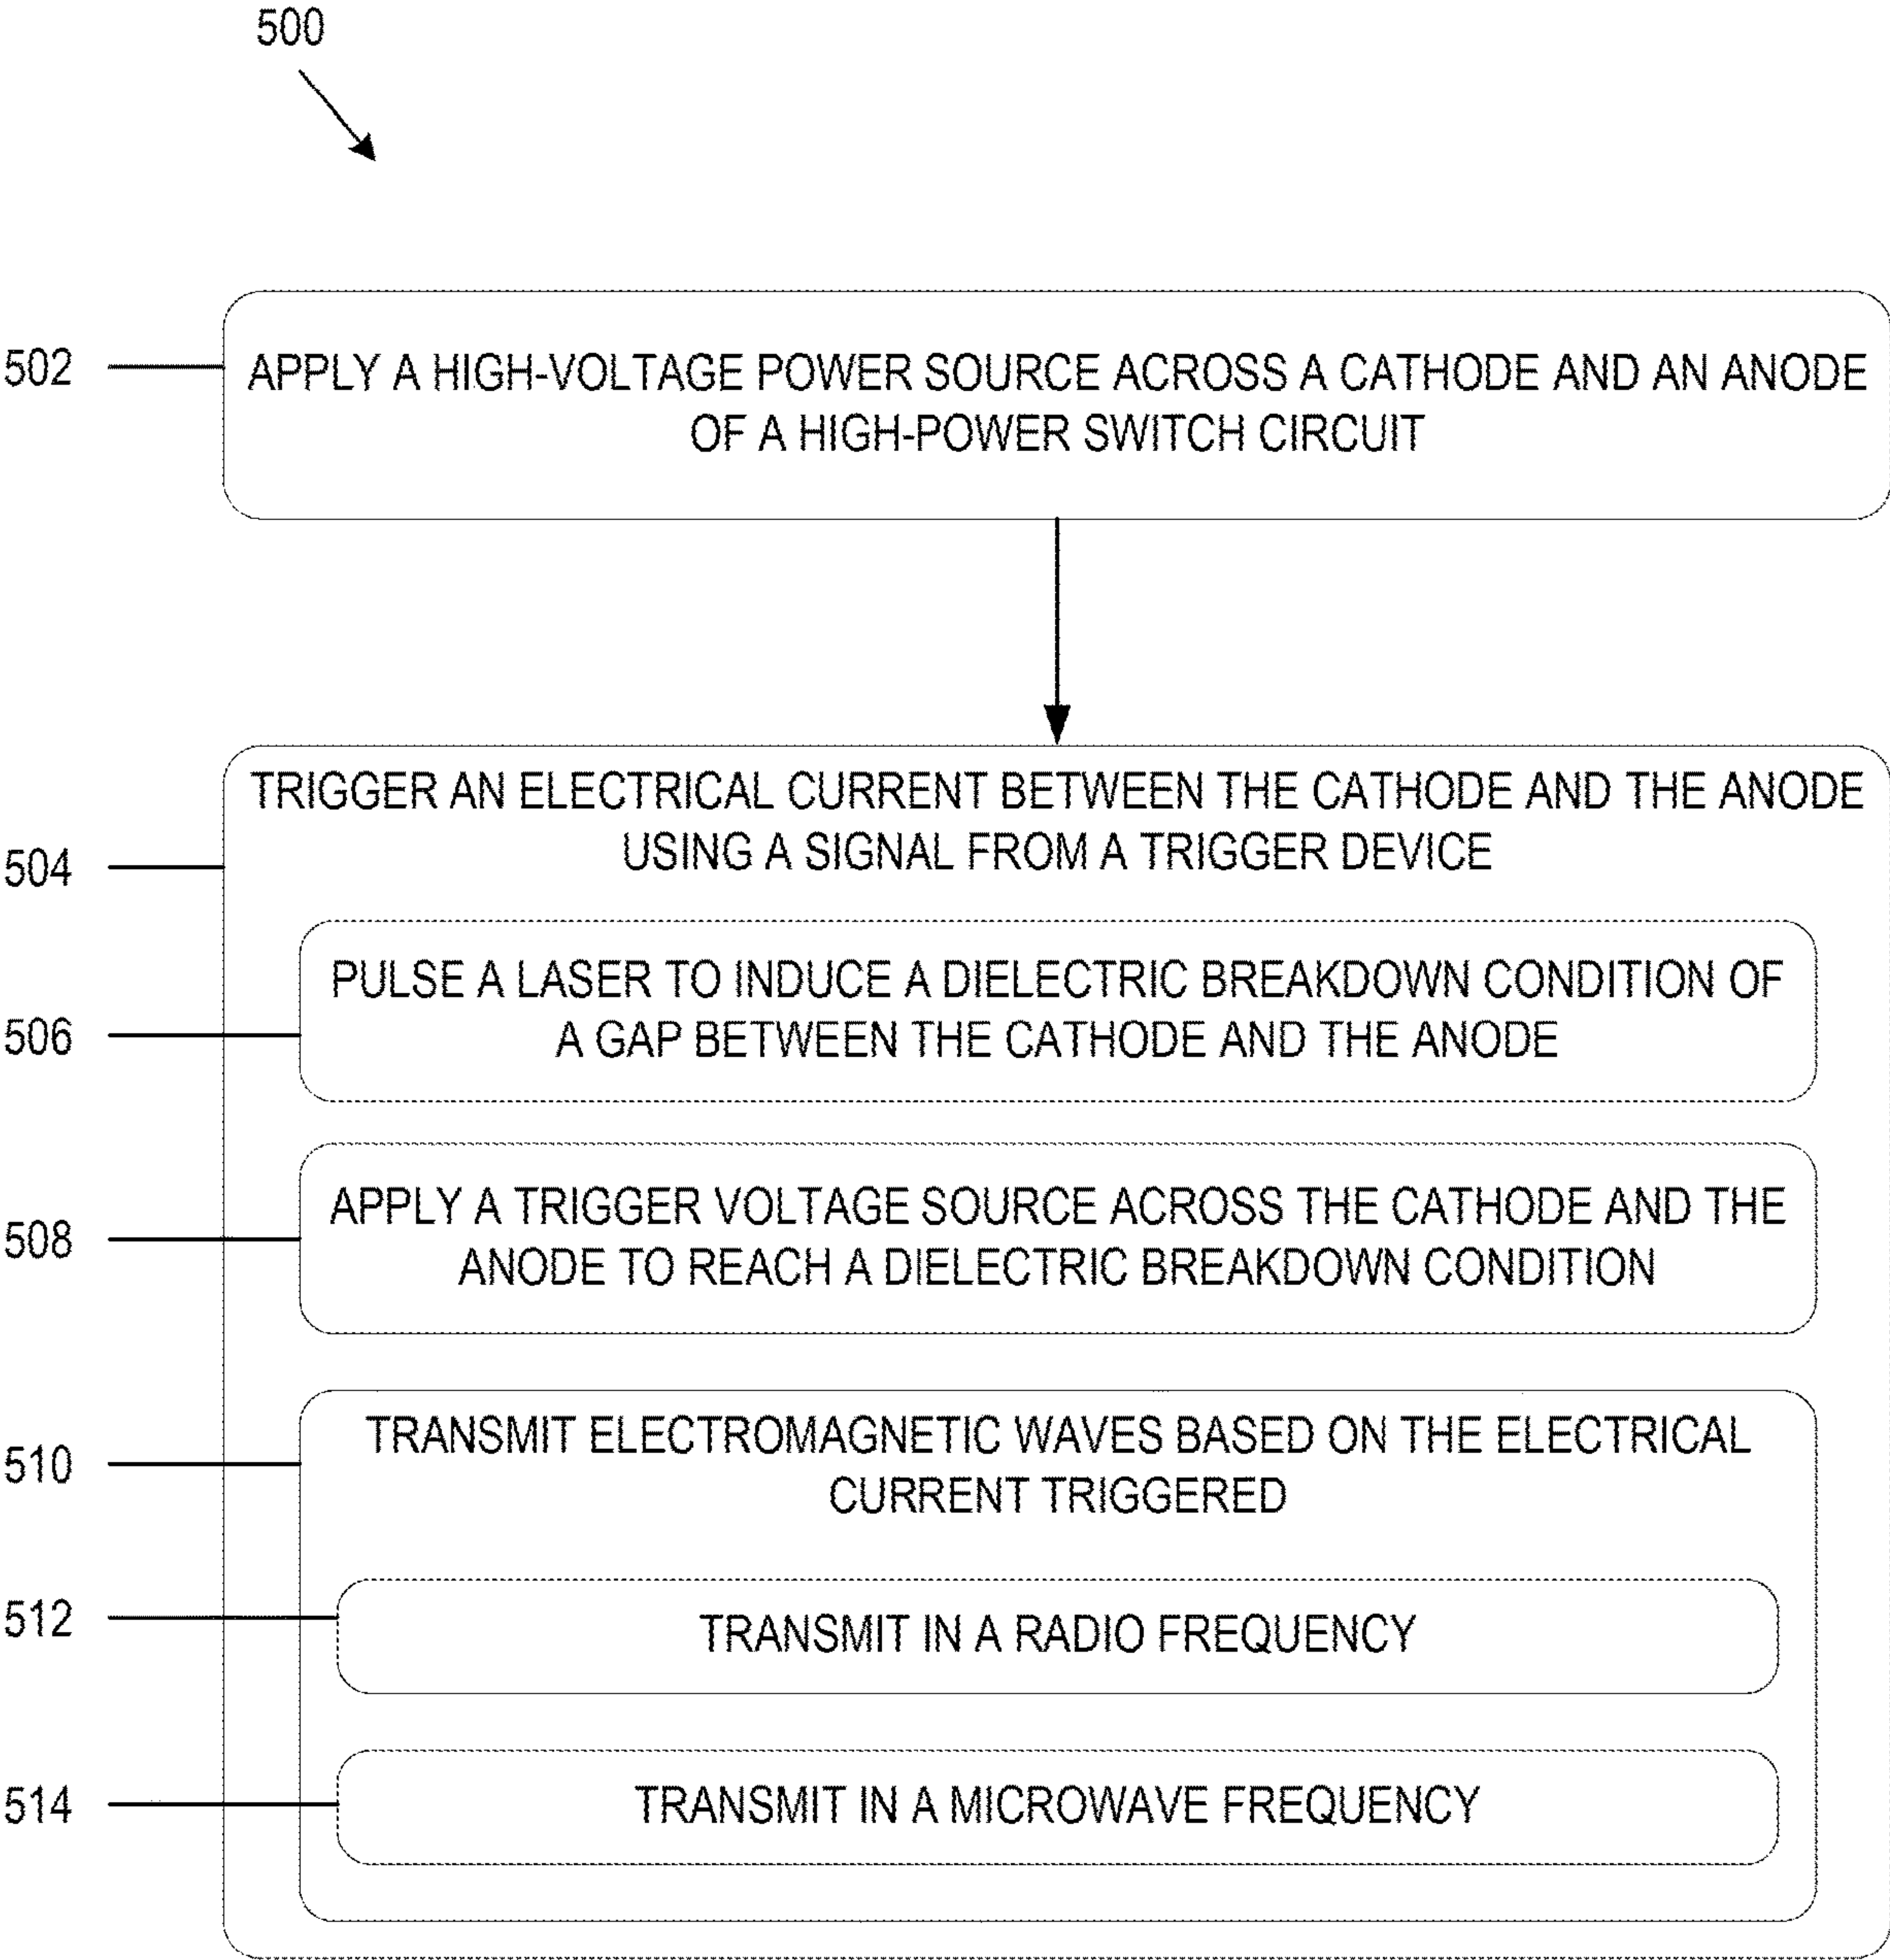 500
502
APPLY A HIGH-VOLTAGE POWER SOURCE ACROSS A CATHODE AND AN ANODE
OF A HIGH-POWER SWITCH CIRCUIT
504
TRIGGER AN ELECTRICAL CURRENT BETWEEN THE CATHODE AND THE ANODE
USING A SIGNAL FROM A TRIGGER DEVICE
506
PULSE A LASER TO INDUCE A DIELECTRIC BREAKDOWN CONDITION OF
A GAP BETWEEN THE CATHODE AND THE ANODE
508
APPLY A TRIGGER VOLTAGE SOURCE ACROSS THE CATHODE AND THE
ANODE TO REACH A DIELECTRIC BREAKDOWN CONDITION
510
TRANSMIT ELECTROMAGNETIC WAVES BASED ON THE ELECTRICAL
CURRENT TRIGGERED
512
TRANSMIT IN A RADIO FREQUENCY
514
TRANSMIT IN A MICROWAVE FREQUENCY